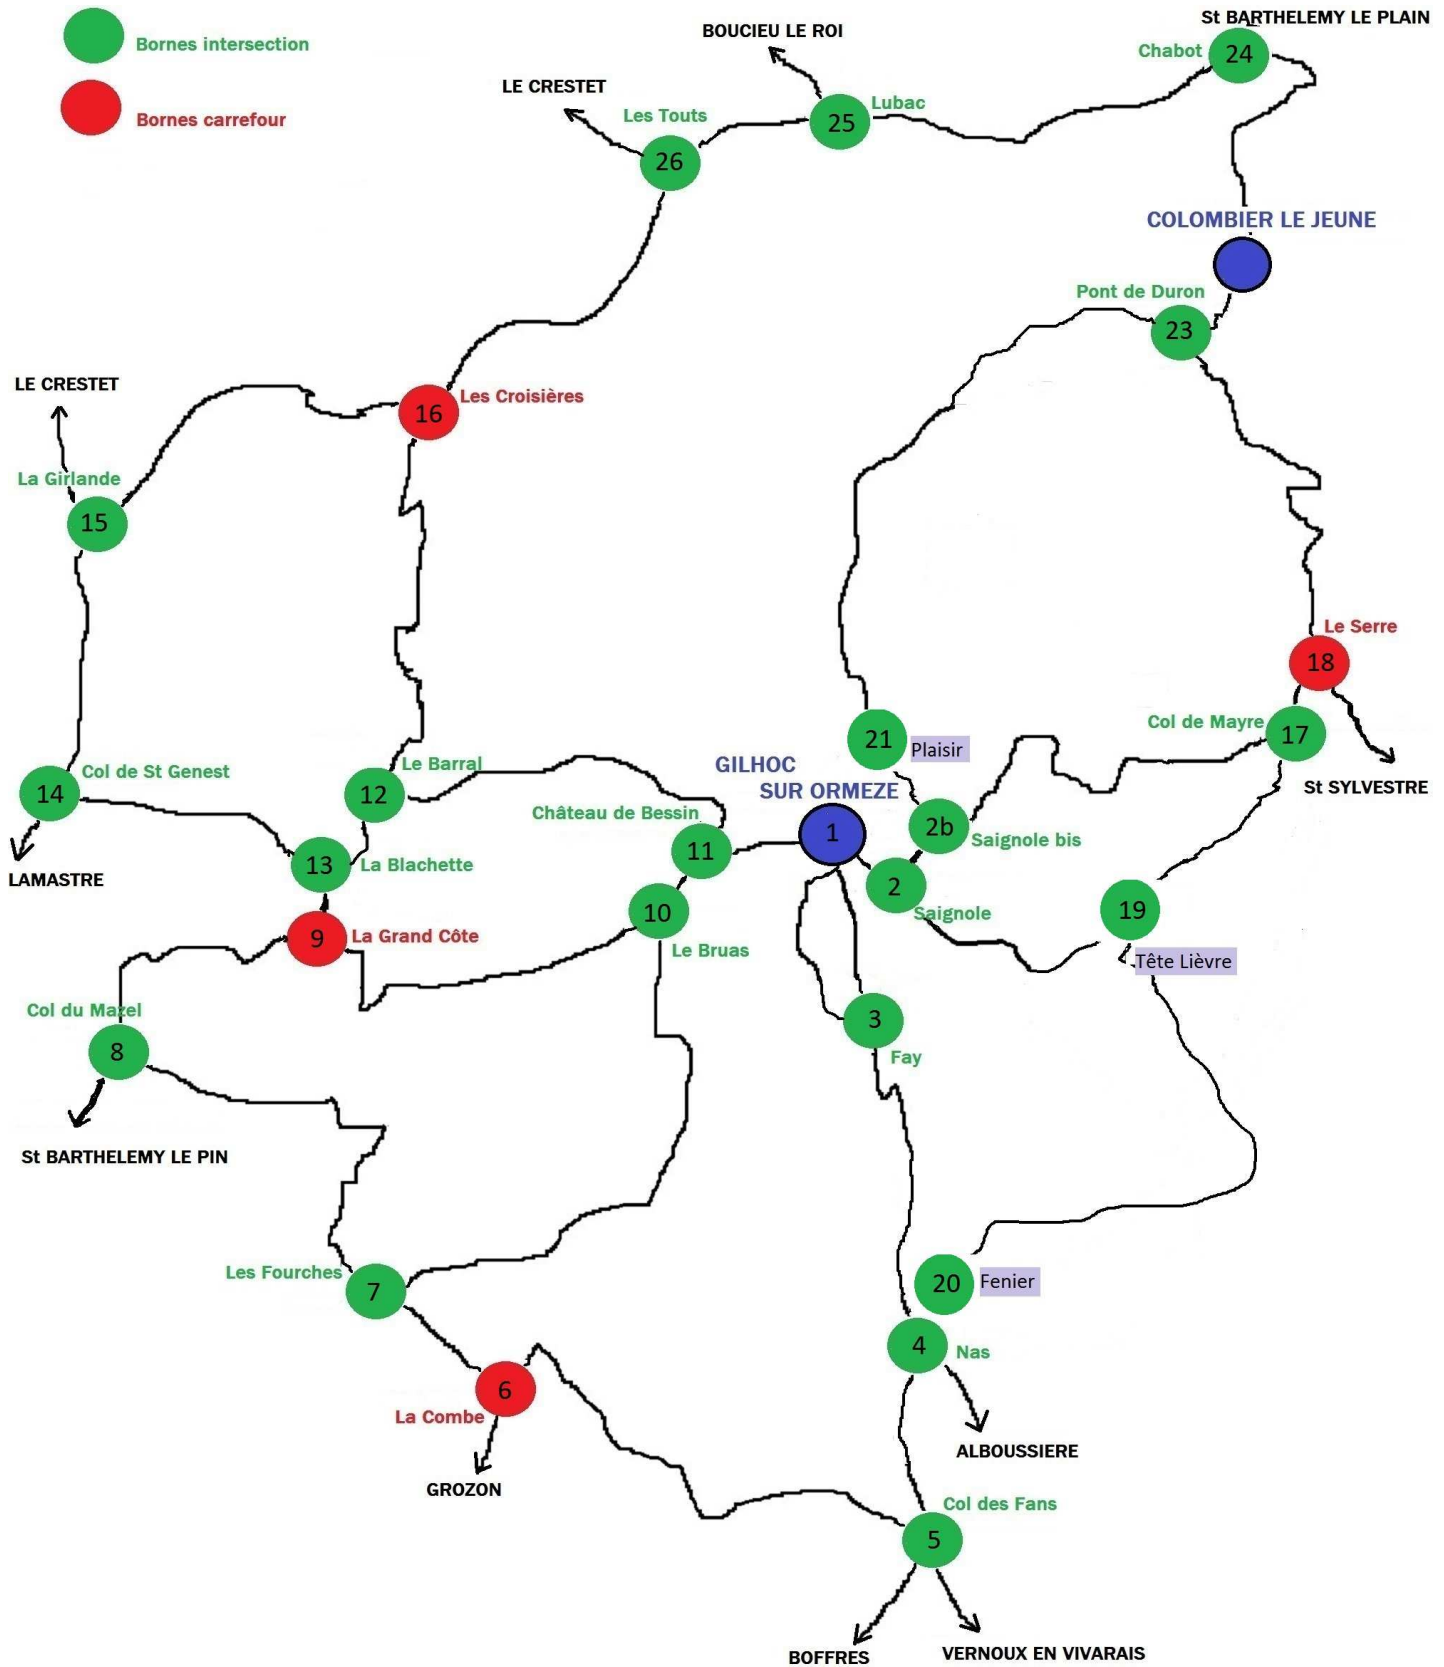 St BARTHELEMY LE PLAIN
BOUCIEU LE ROI
Bornes intersection
Chabot
24
LE CRESTET
Lubac
Les Touts
25
Bornes carrefour
26
COLOMBIER LE JEUNE
Pont de Duron
23
LE CRESTET
Les Croisières
16
La Girlande
15
Le Serre
18
Col de Mayre
17
21
Plaisir
GILHOC
SUR ORMEZE
Le Barral
Col de St Genest
St SYLVESTRE
14
12
Château de Bessin
1
2b
Saignole bis
11
LAMASTRE
13
La Blachette
2
Saignole
10
19
9
La Grand Côte
Le Bruas
Tête Lièvre
Col du Mazel
3
8
Fay
St BARTHELEMY LE PIN
Les Fourches
7
20
Fenier
4
Nas
6
La Combe
ALBOUSSIERE
GROZON
Col des Fans
5
BOFFRES
VERNOUX EN VIVARAIS